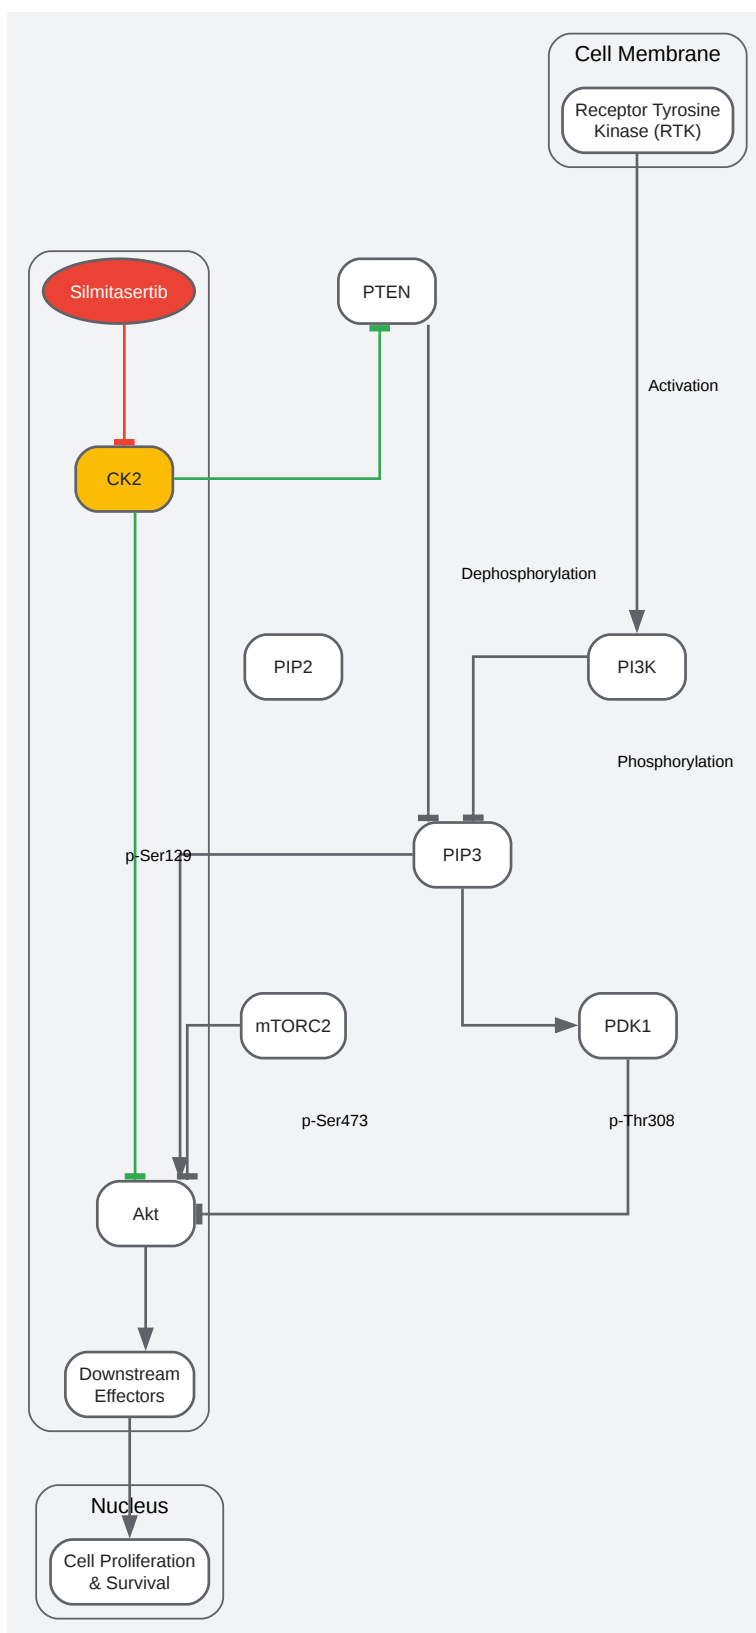 Cell Membrane
Receptor Tyrosine
Kinase (RTK)
Silmitasertib
PTEN
Activation
CK2
Dephosphorylation
PIP2
PI3K
Phosphorylation
p-Ser129
PIP3
mTORC2
PDK1
p-Ser473
p-Thr308
Akt
Downstream
Effectors
Nucleus
Cell Proliferation
& Survival